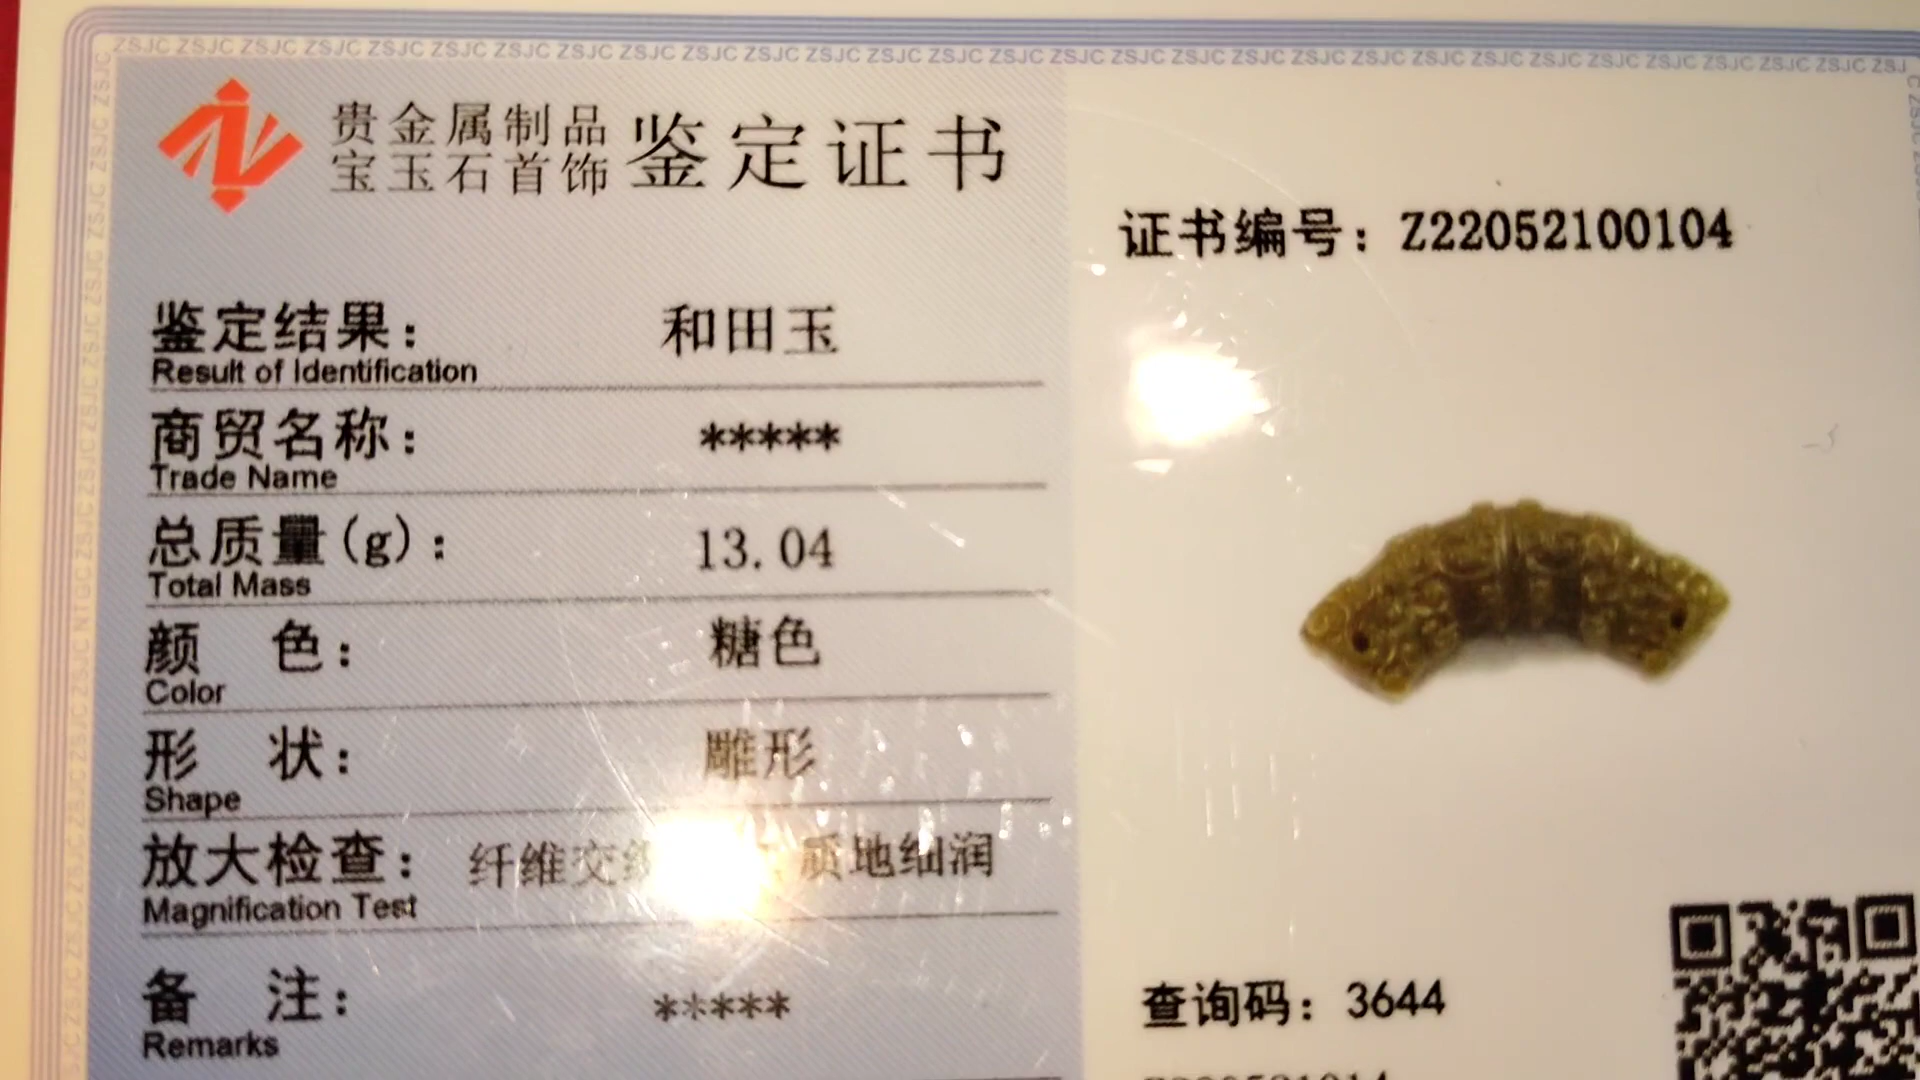 ZSJC ZSJC ZSJC ZSJC ZSJC ZSJC ZSJC ZSJC ZSJC ZSJC ZSJC ZSJC ZSJC ZSJC ZSJC ZSJC ZSJC ZSJC ZSJC ZSJC ZSJC ZSJC ZSJC ZSJC ZSJC ZSJC ZSJC ZSJC ZSJC ZSJC ZSJ
贵金属制品
宝玉石首饰
鉴定证书
证书编号：Z22052100104
鉴定结果： 和田玉
Result of Identification
商贸名称： *****
Trade Name
总质量(g)： 13.04
Total Mass
颜 色： 糖色
Color
形 状： 雕形
Shape
放大检查： 纤维交 质地细润
Magnification Test
备 注： *****
Remarks
查询码：3644